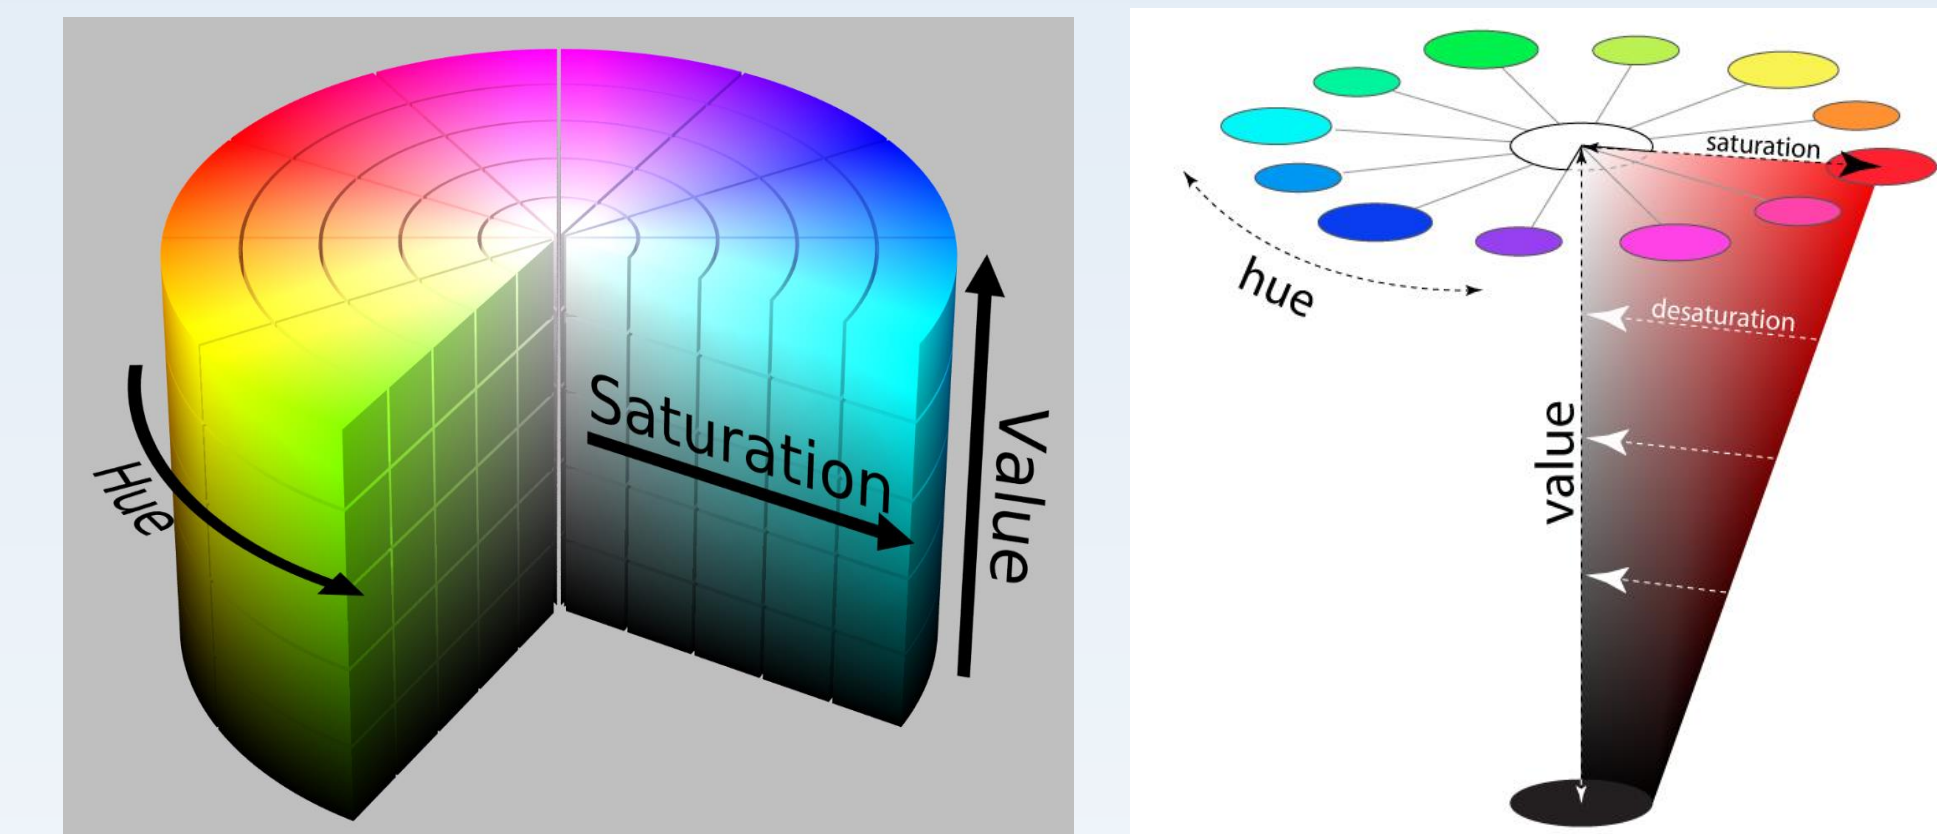 Hue
Saturation
Value
saturation
hue
desaturation
value